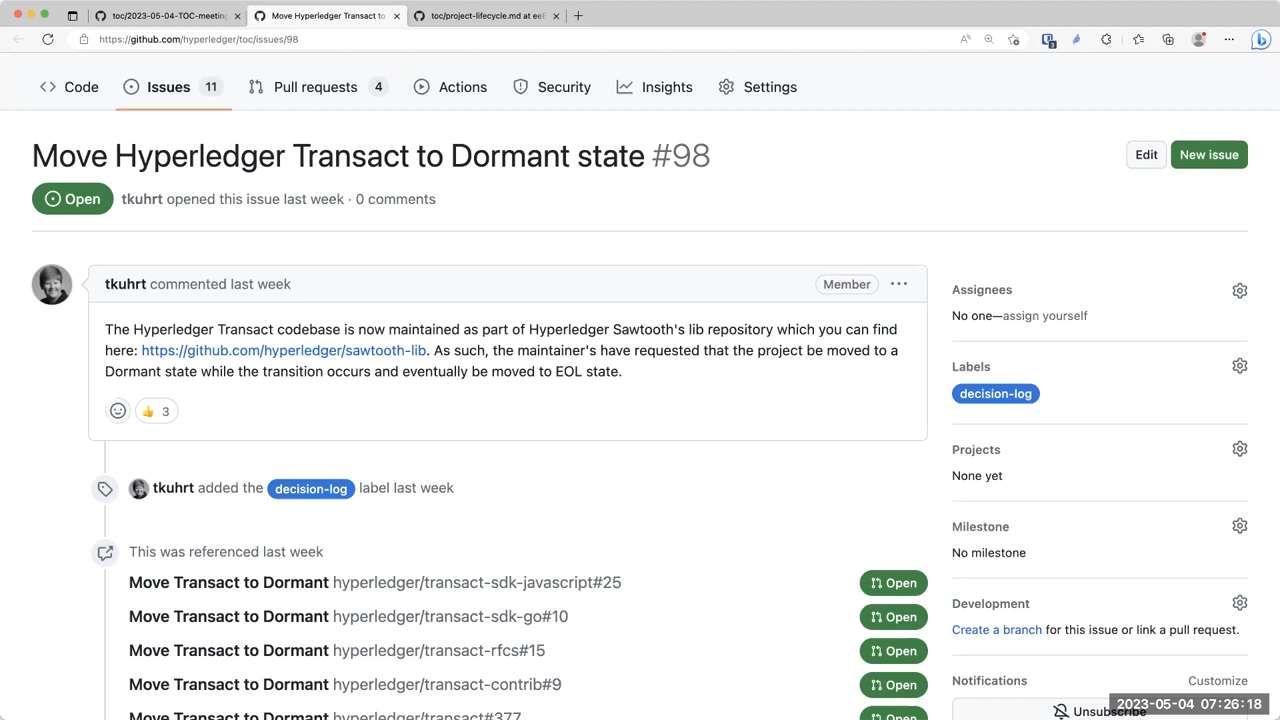 toc/2023-05-04-TOC-meeting
Move Hyperledger Transact to
toc/project-lifecycle.md at
https://github.com/hyperledger/toc/issues/98
Code
Issues 11
Pull requests 4
Actions
Security
Insights
Settings
Move Hyperledger Transact to Dormant state #98
Edit
New issue
Open
tkuhrt opened this issue last week · 0 comments
tkuhrt commented last week
Member
The Hyperledger Transact codebase is now maintained as part of Hyperledger Sawtooth's lib repository which you can find
here: https://github.com/hyperledger/sawtooth-lib. As such, the maintainer's have requested that the project be moved to a
Dormant state while the transition occurs and eventually be moved to EOL state.
👍 3
tkuhrt added the decision-log label last week
This was referenced last week
Move Transact to Dormant hyperledger/transact-sdk-javascript#25
Open
Move Transact to Dormant hyperledger/transact-sdk-go#10
Open
Move Transact to Dormant hyperledger/transact-rfcs#15
Open
Move Transact to Dormant hyperledger/transact-contrib#9
Open
Move Transact to Dormant hyperledger/transact#377
Open
Assignees
No one—assign yourself
Labels
decision-log
Projects
None yet
Milestone
No milestone
Development
Create a branch for this issue or link a pull request.
Notifications
Customize
Unsubscribe
2023-05-04 07:26:18